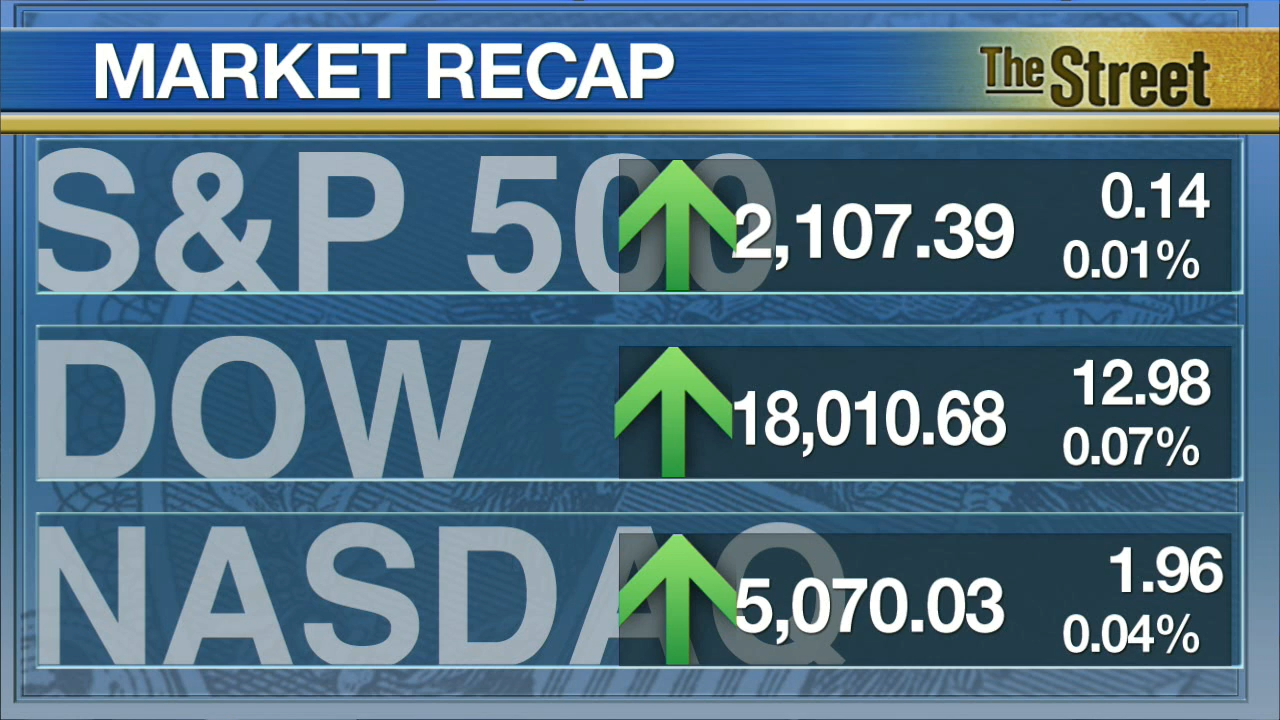 MARKET RECAP
The Street
S&P 500
2,107.39
0.14
0.01%
DOW
18,010.68
12.98
0.07%
NASDAQ
5,070.03
1.96
0.04%